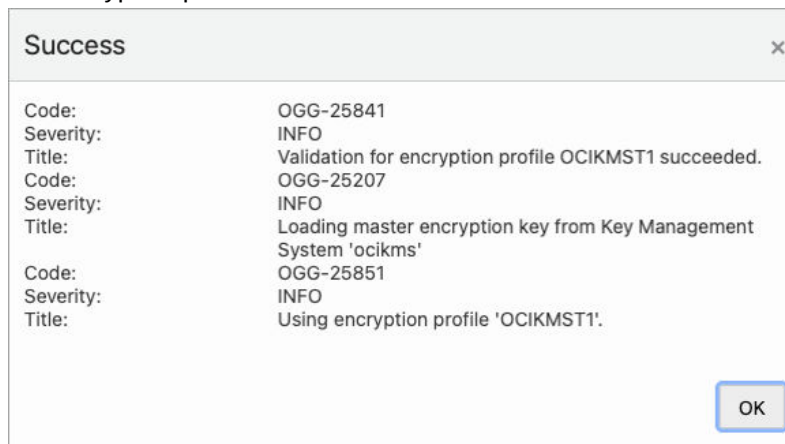 Success ×
Code: OGG-25841
Severity: INFO
Title: Validation for encryption profile OCIKMST1 succeeded.
Code: OGG-25207
Severity: INFO
Title: Loading master encryption key from Key Management
System 'ocikms'
Code: OGG-25851
Severity: INFO
Title: Using encryption profile 'OCIKMST1'.
OK